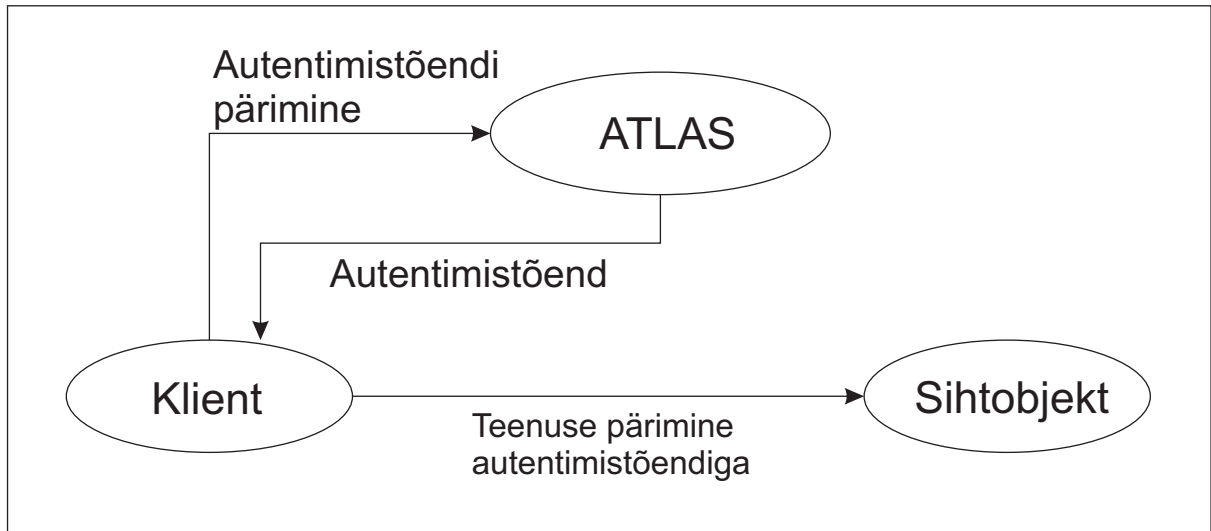 Autentimistõendi
pärimine
ATLAS
Autentimistõend
Klient
Sihtobjekt
Teenuse pärimine
autentimistõendiga